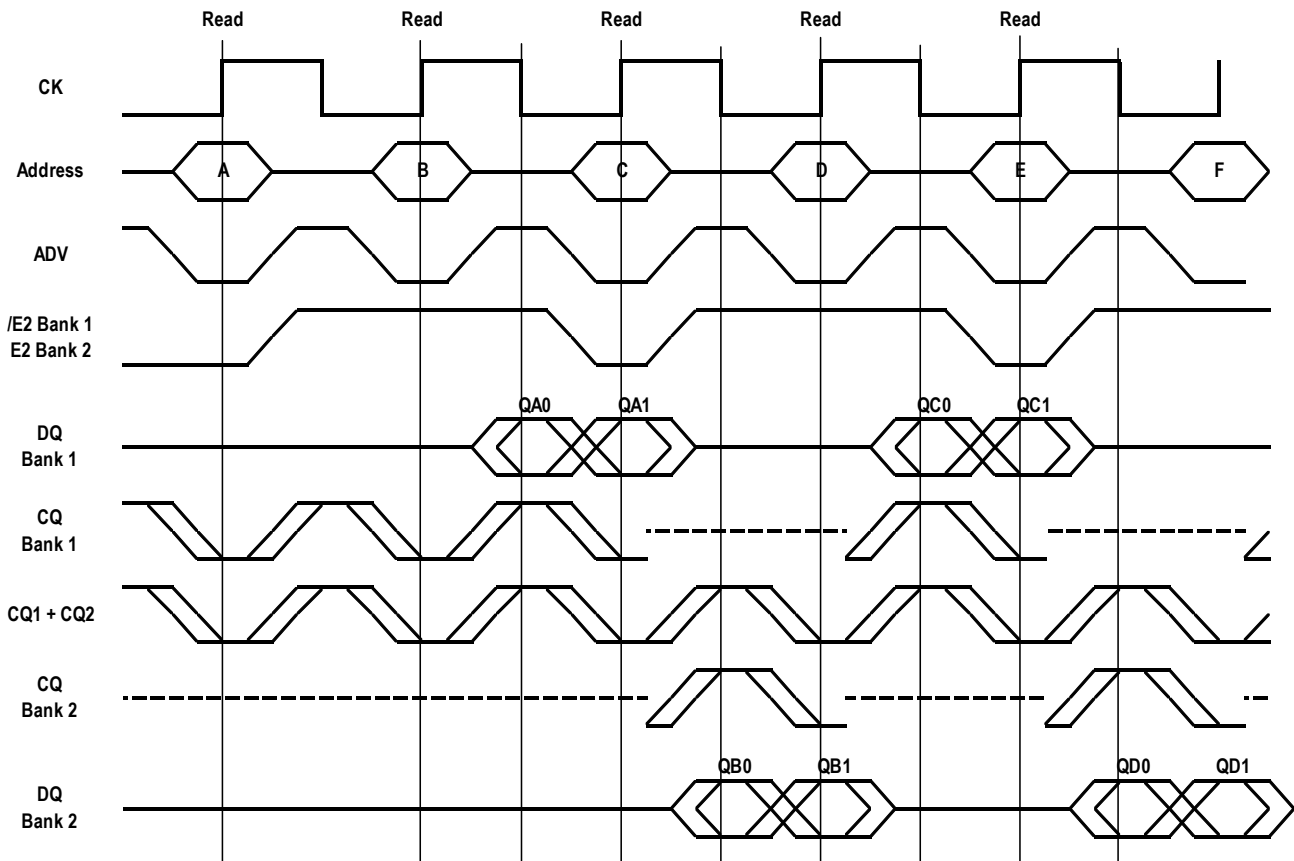 Read Read Read Read Read
CK
Address A B C D E F
ADV
/E2 Bank 1
E2 Bank 2
QA0 QA1 QC0 QC1
DQ
Bank 1
CQ
Bank 1
CQ1 + CQ2
CQ
Bank 2
QB0 QB1 QD0 QD1
DQ
Bank 2